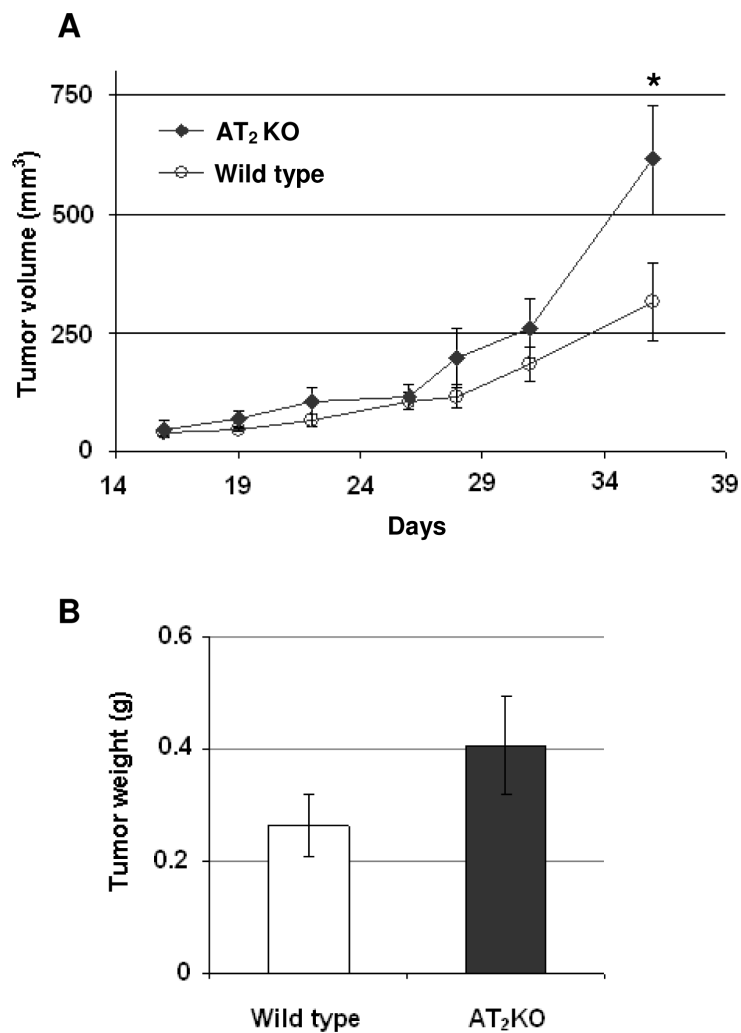 A
*
750
500
250
0
AT₂ KO
Wild type
Tumor volume (mm³)
14 19 24 29 34 39
Days
B
0.6
0.4
0.2
0
Tumor weight (g)
Wild type AT₂KO